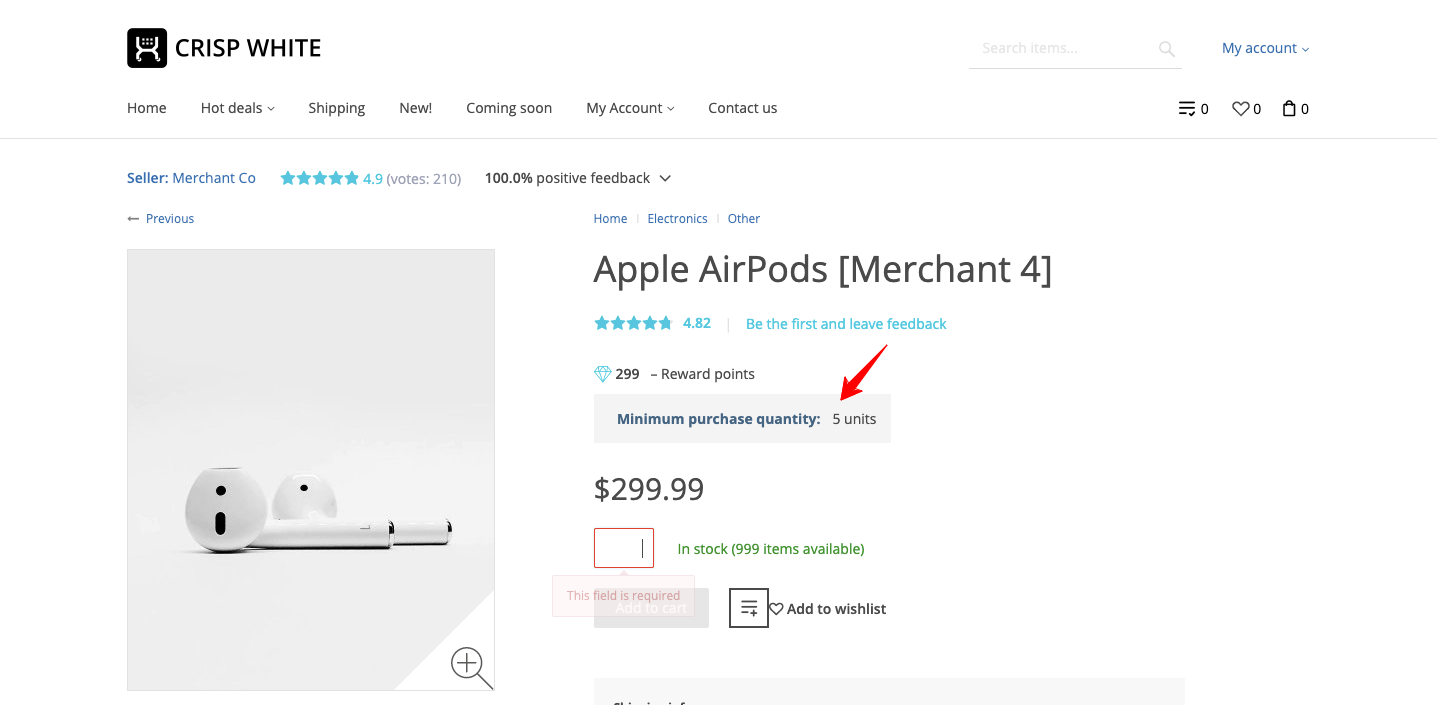 CRISP WHITE
Search items...
My account
Home Hot deals Shipping New! Coming soon My Account Contact us 0 0 0
Seller: Merchant Co 4.9 (votes: 210) 100.0% positive feedback
Previous
Home Electronics Other
Apple AirPods [Merchant 4]
4.82 | Be the first and leave feedback
299 – Reward points
Minimum purchase quantity: 5 units
$299.99
In stock (999 items available)
This field is required
Add to cart
Add to wishlist